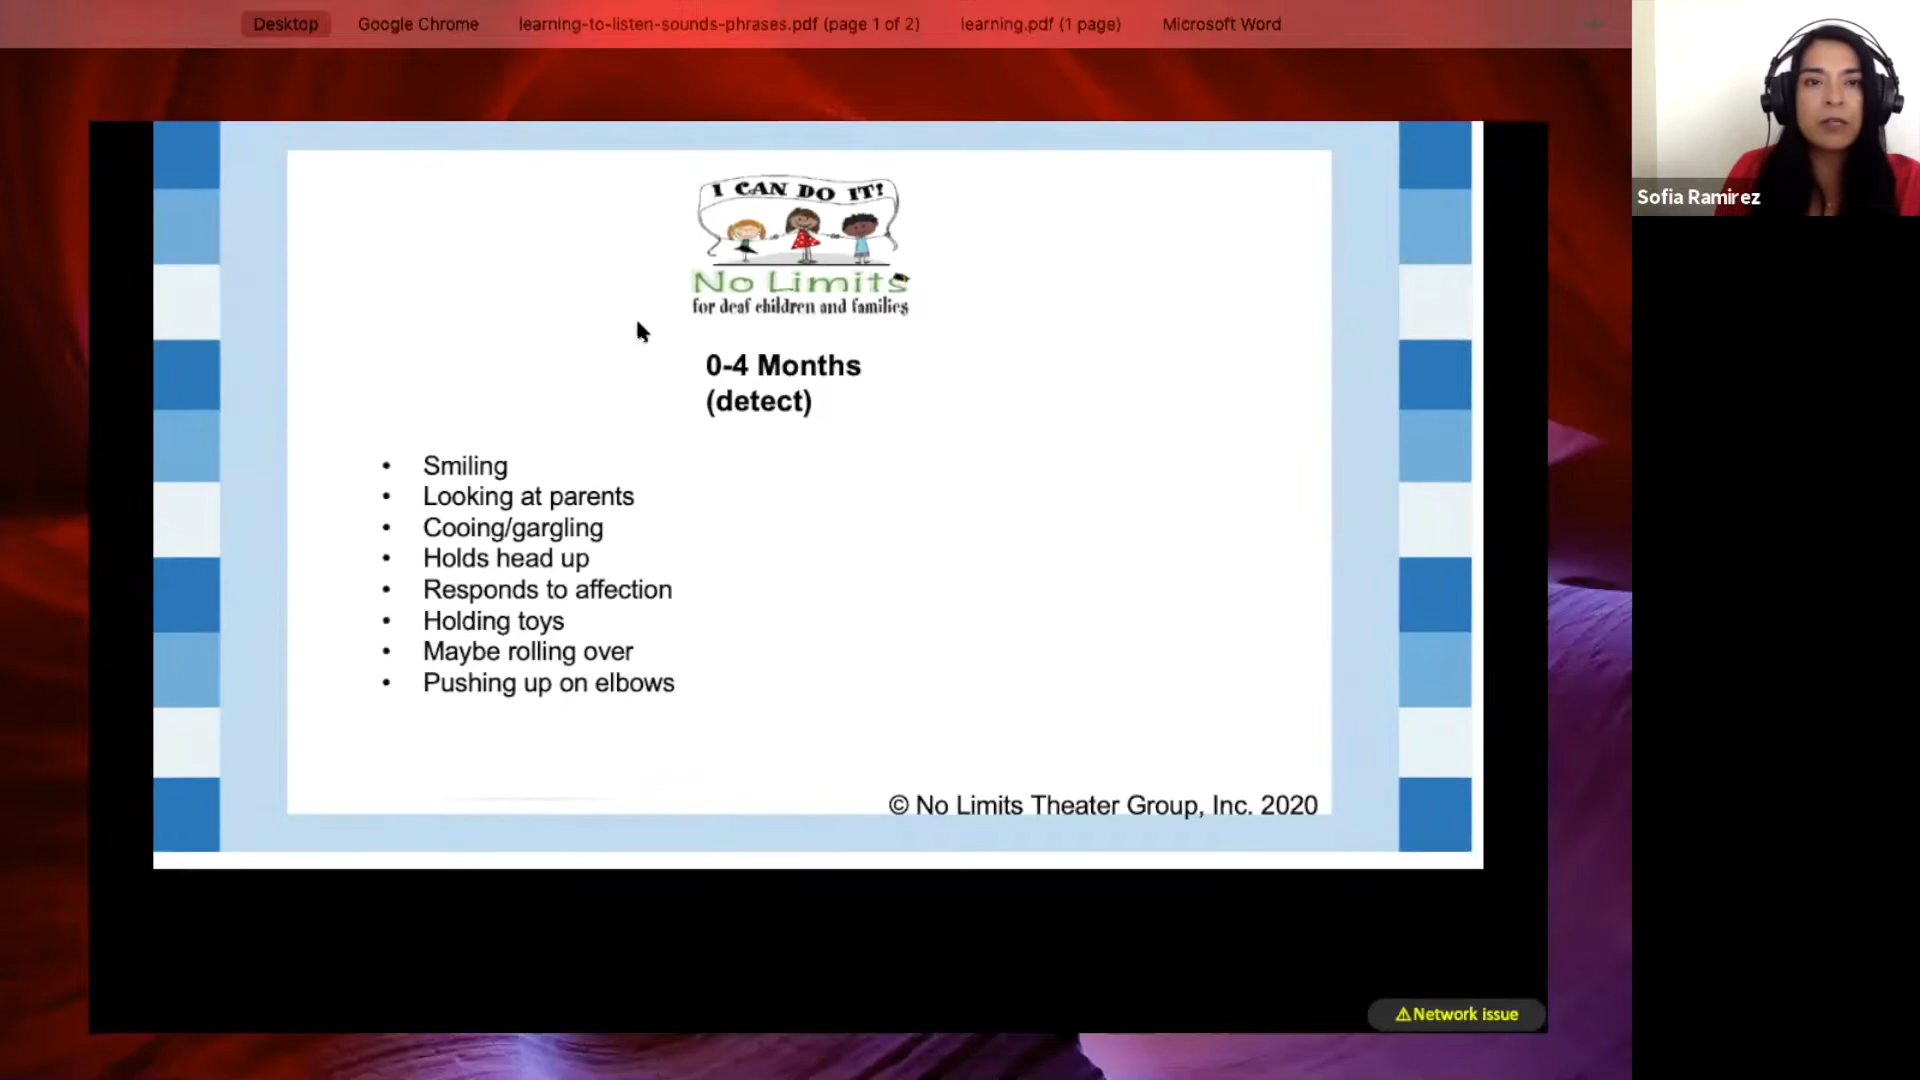 Desktop
Google Chrome
learning-to-listen-sounds-phrases.pdf (page 1 of 2)
learning.pdf (1 page)
Microsoft Word
Sofia Ramirez
I CAN DO IT!
No Limits
for deaf children and families
0-4 Months
(detect)
• Smiling
• Looking at parents
• Cooing/gargling
• Holds head up
• Responds to affection
• Holding toys
• Maybe rolling over
• Pushing up on elbows
© No Limits Theater Group, Inc. 2020
⚠Network issue